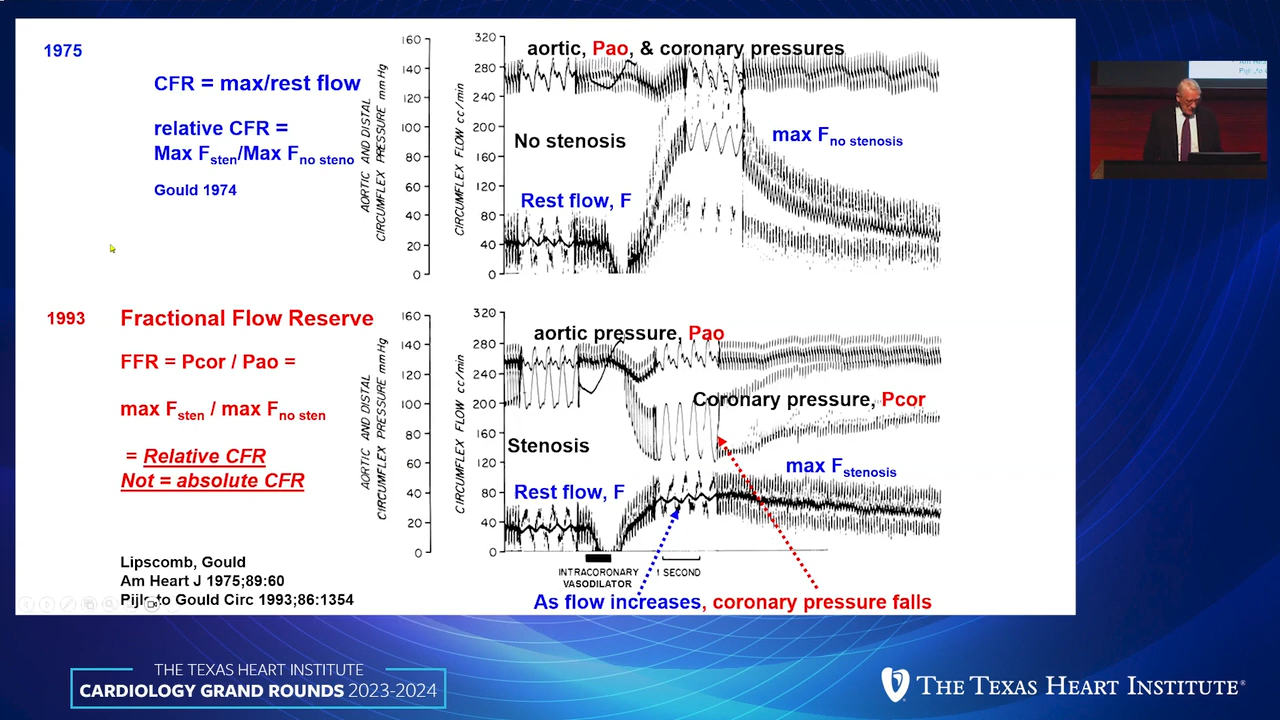 1975
CFR = max/rest flow
relative CFR =
Max Fsten/Max Fno steno
Gould 1974
160
140
120
100
80
60
40
20
0
AORTIC AND DISTAL
CIRCUMFLEX PRESSURE mm Hg
320
280
240
200
160
120
80
40
0
CIRCUMFLEX FLOW cc/min
aortic, Pao, & coronary pressures
No stenosis
max Fno stenosis
Rest flow, F
1993
Fractional Flow Reserve
FFR = Pcor / Pao =
max Fsten / max Fno sten
= Relative CFR
Not = absolute CFR
Lipscomb, Gould
Am Heart J 1975;89:60
to Gould Circ 1993;86:1354
160
140
120
100
80
60
40
20
0
AORTIC AND DISTAL
CIRCUMFLEX PRESSURE mm Hg
320
280
240
200
160
120
80
40
0
CIRCUMFLEX FLOW cc/min
aortic pressure, Pao
Coronary pressure, Pcor
Stenosis
max Fstenosis
Rest flow, F
INTRACORONARY
VASODILATOR
1 SECOND
As flow increases, coronary pressure falls
THE TEXAS HEART INSTITUTE
CARDIOLOGY GRAND ROUNDS 2023-2024
THE TEXAS HEART INSTITUTE®